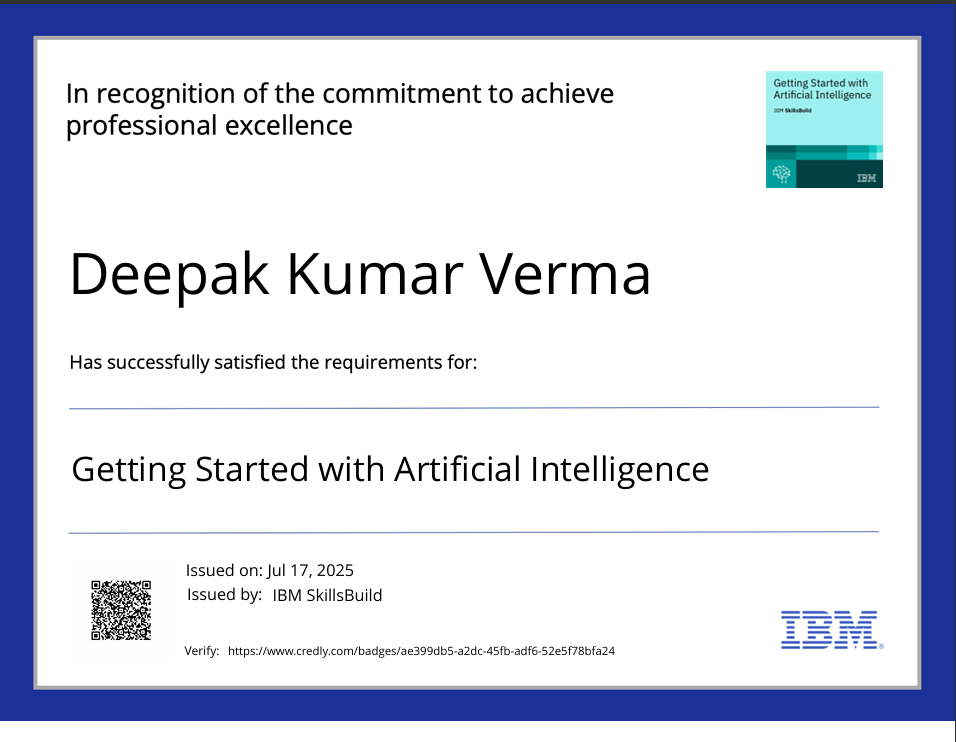 In recognition of the commitment to achieve
professional excellence
Getting Started with
Artificial Intelligence
IBM SkillsBuild
IBM
Deepak Kumar Verma
Has successfully satisfied the requirements for:
Getting Started with Artificial Intelligence
Issued on: Jul 17, 2025
Issued by: IBM SkillsBuild
Verify: https://www.credly.com/badges/ae399db5-a2dc-45fb-adf6-52e5f78bfa24
IBM®